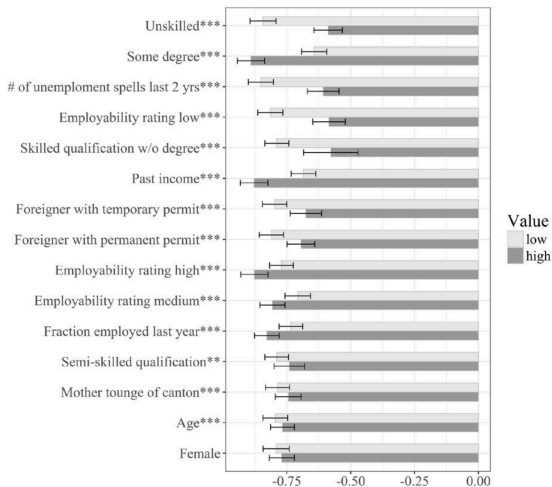 Unskilled***
Some degree***
# of unemploment spells last 2 yrs***
Employability rating low***
Skilled qualification w/o degree***
Past income***
Foreigner with temporary permit***
Foreigner with permanent permit***
Employability rating high***
Employability rating medium***
Fraction employed last year***
Semi-skilled qualification**
Mother tounge of canton***
Age***
Female
-0.75 -0.50 -0.25 0.00
Value
low
high